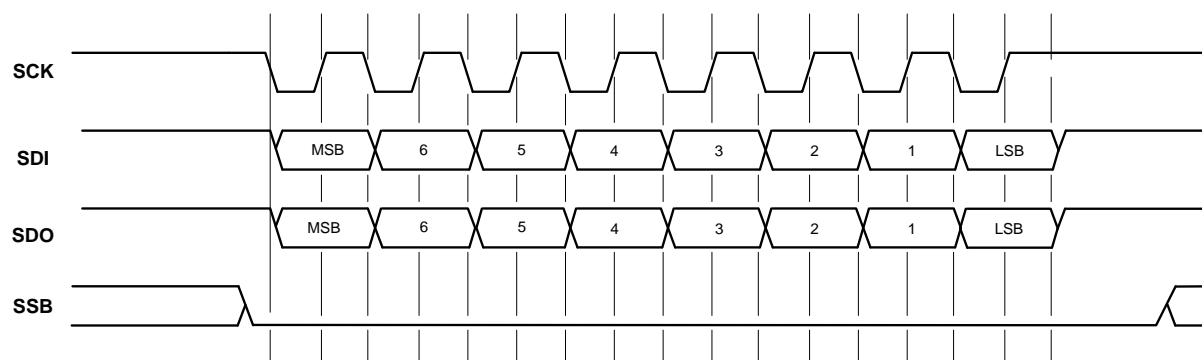 SCK
SDI MSB 6 5 4 3 2 1 LSB
SDO MSB 6 5 4 3 2 1 LSB
SSB